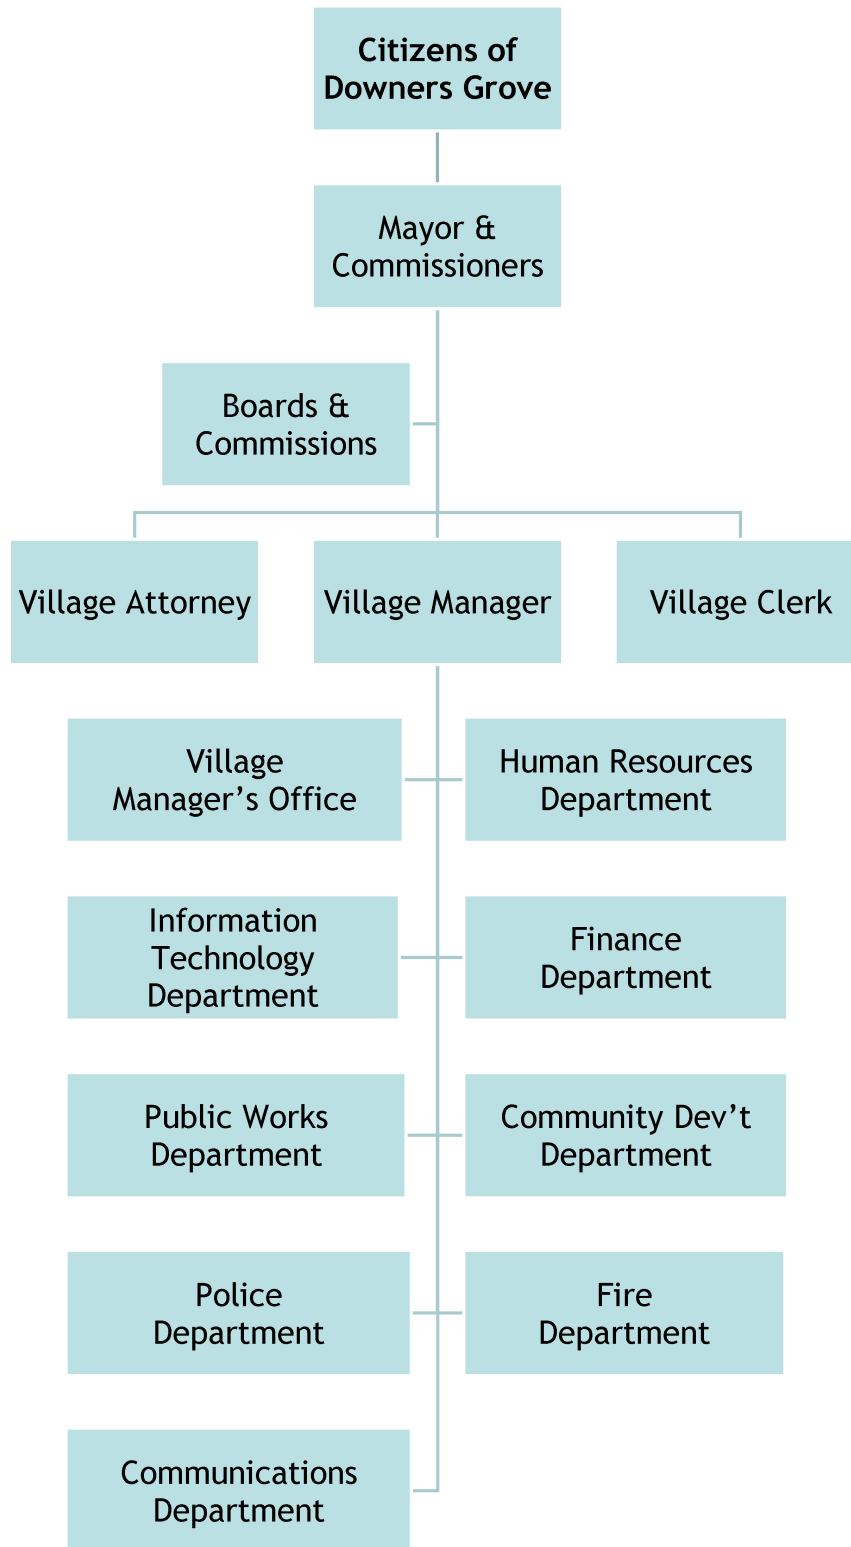 Citizens of
Downers Grove
Mayor &
Commissioners
Boards &
Commissions
Village Attorney
Village Manager
Village Clerk
Village
Manager’s Office
Human Resources
Department
Information
Technology
Department
Finance
Department
Public Works
Department
Community Dev’t
Department
Police
Department
Fire
Department
Communications
Department